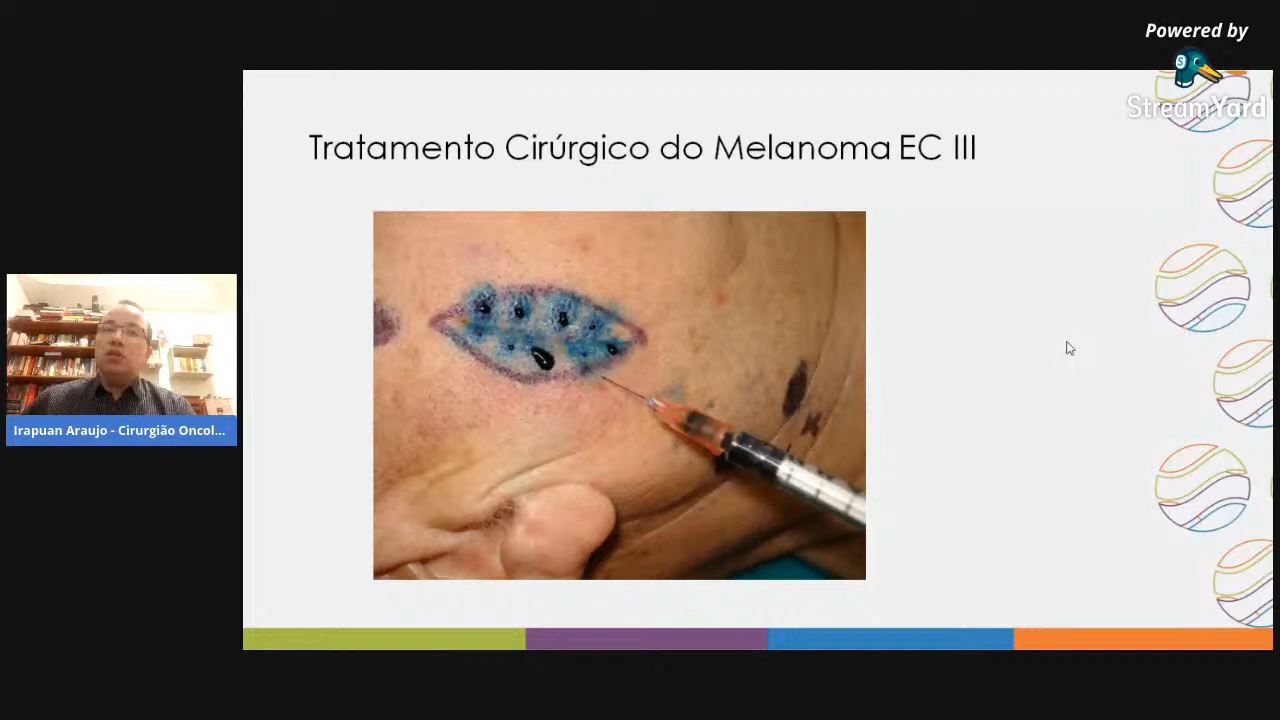 Powered by
StreamYard
Tratamento Cirúrgico do Melanoma EC III
Irapuan Araujo - Cirurgião Oncol...